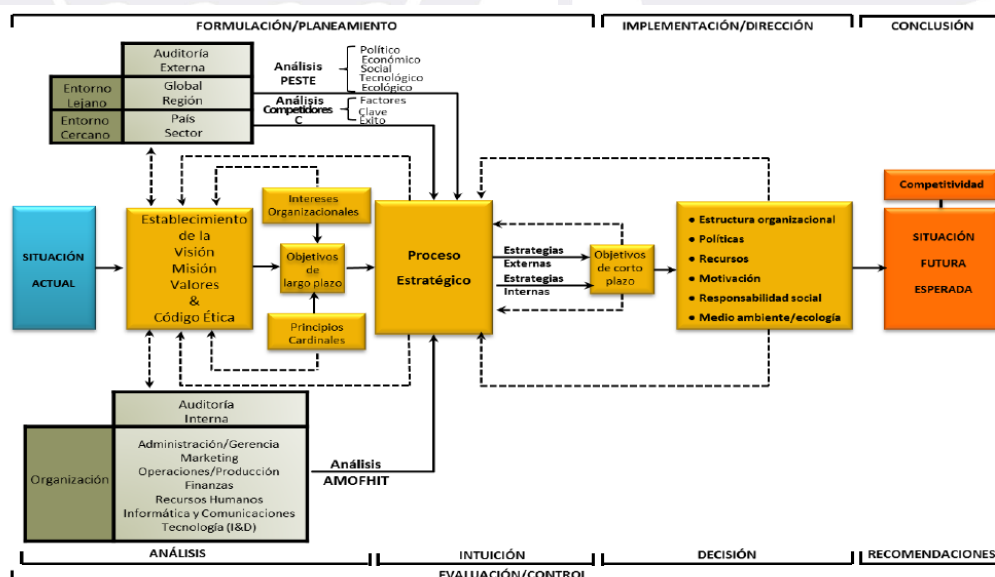 FORMULACIÓN/PLANEAMIENTO
IMPLEMENTACIÓN/DIRECCIÓN
CONCLUSIÓN
Auditoría
Externa
Entorno
Lejano
Global
Región
Entorno
Cercano
País
Sector
Análisis
PESTE
Político
Económico
Social
Tecnológico
Ecológico
Análisis
Competidores
C
Factores
Clave
Éxito
SITUACIÓN
ACTUAL
Establecimiento
de la
Visión
Misión
Valores
&
Código Ética
Intereses
Organizacionales
Objetivos
de
largo plazo
Principios
Cardinales
Proceso
Estratégico
Estrategias
Externas
Estrategias
Internas
Objetivos
de corto
plazo
• Estructura organizacional
• Políticas
• Recursos
• Motivación
• Responsabilidad social
• Medio ambiente/ecología
Competitividad
SITUACIÓN
FUTURA
ESPERADA
Auditoría
Interna
Organización
Administración/Gerencia
Marketing
Operaciones/Producción
Finanzas
Recursos Humanos
Informática y Comunicaciones
Tecnología (I&D)
Análisis
AMOFHIT
ANÁLISIS
INTUICIÓN
DECISIÓN
RECOMENDACIONES
EVALUACIÓN/CONTROL